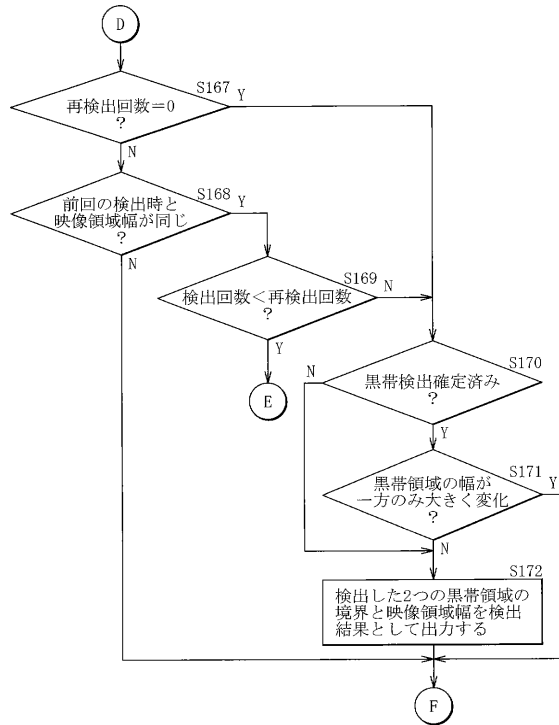 D
S167
再検出回数＝0
?
Y
N
S168
前回の検出時と
映像領域幅が同じ
?
Y
N
S169
検出回数＜再検出回数
?
N
Y
E
S170
黒帯検出確定済み
?
N
Y
S171
黒帯領域の幅が
一方のみ大きく変化
?
Y
N
S172
検出した2つの黒帯領域の
境界と映像領域幅を検出
結果として出力する
F